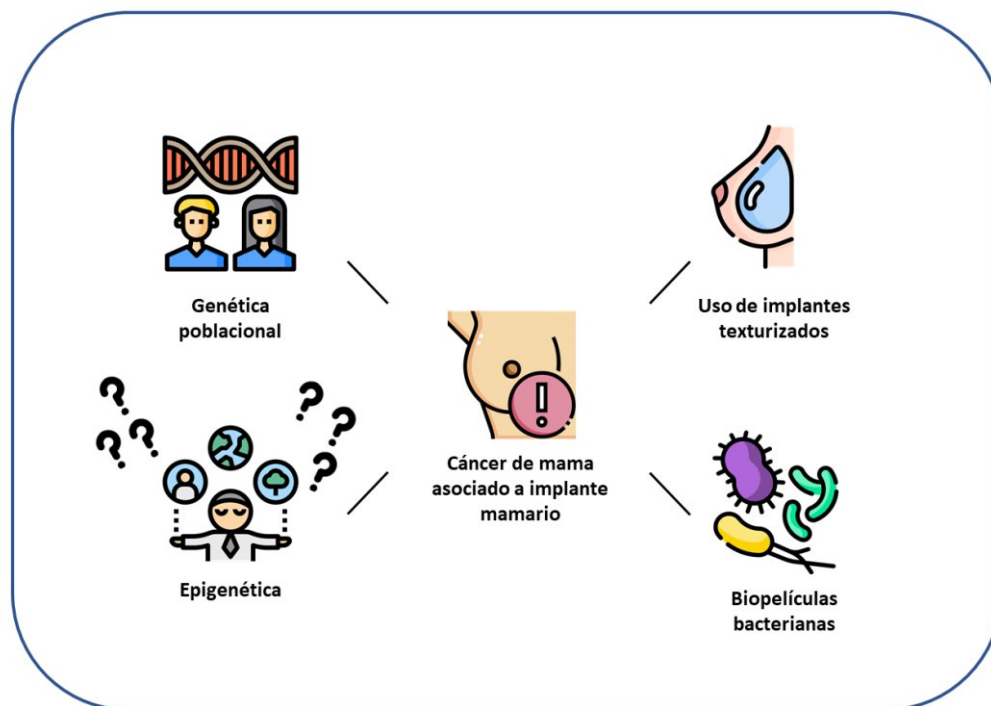 Genética
poblacional
Uso de implantes
texturizados
Cáncer de mama
asociado a implante
mamario
Epigenética
Biopelículas
bacterianas